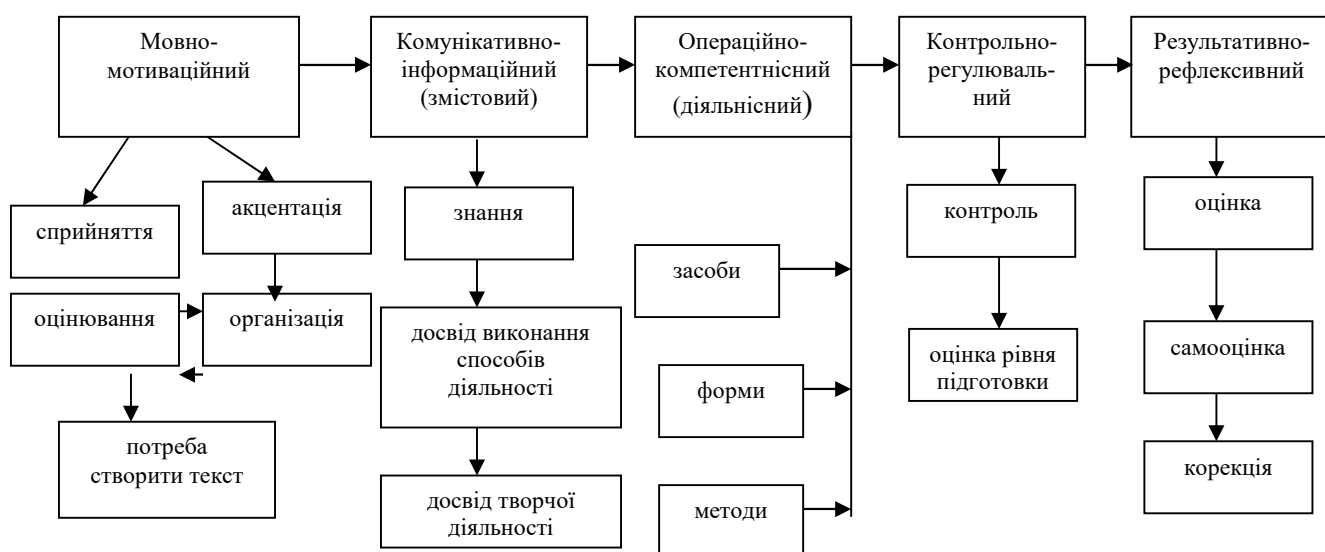 Мовно-
мотиваційний
Комунікативно-
інформаційний
(змістовий)
Операційно-
компетентнісний
(діяльнісний)
Контрольно-
регулюваль-
ний
Результативно-
рефлексивний
сприйняття
акцентація
оцінювання
організація
потреба
створити текст
знання
досвід виконання
способів
діяльності
досвід творчої
діяльності
засоби
форми
методи
контроль
оцінка рівня
підготовки
оцінка
самооцінка
корекція